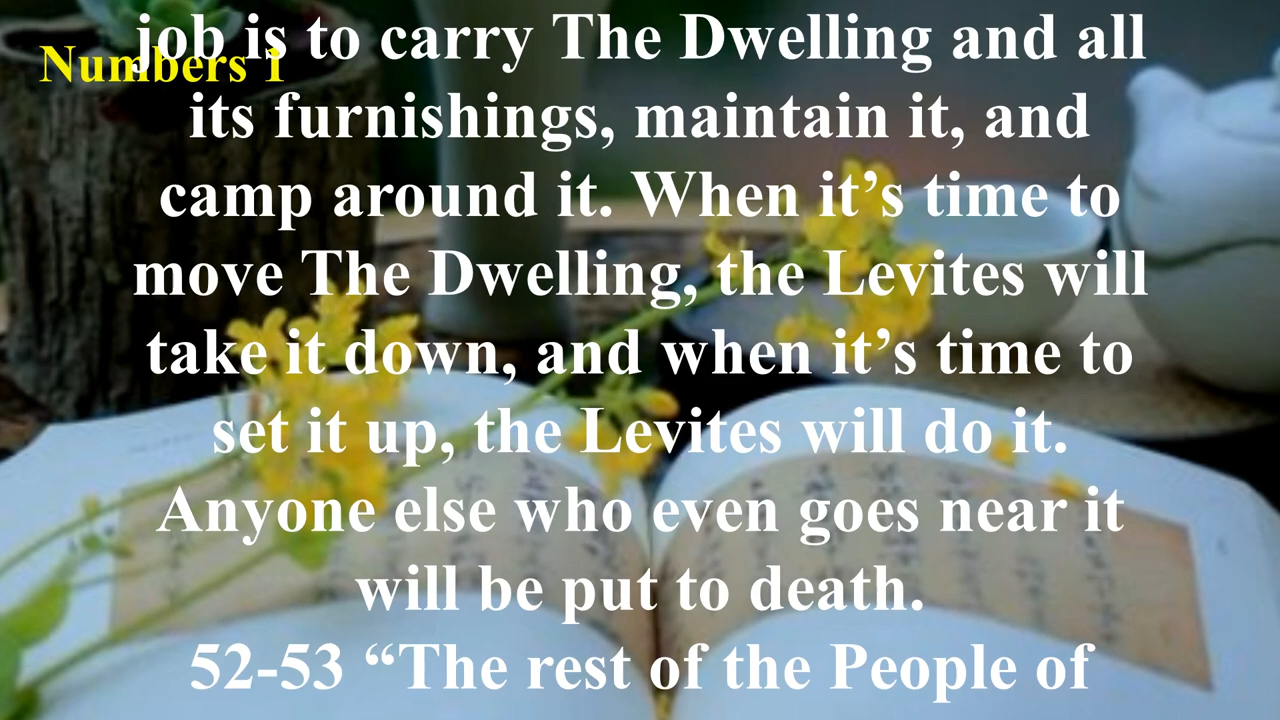 Numbers 1
job is to carry The Dwelling and all
its furnishings, maintain it, and
camp around it. When it’s time to
move The Dwelling, the Levites will
take it down, and when it’s time to
set it up, the Levites will do it.
Anyone else who even goes near it
will be put to death.
52-53 “The rest of the People of